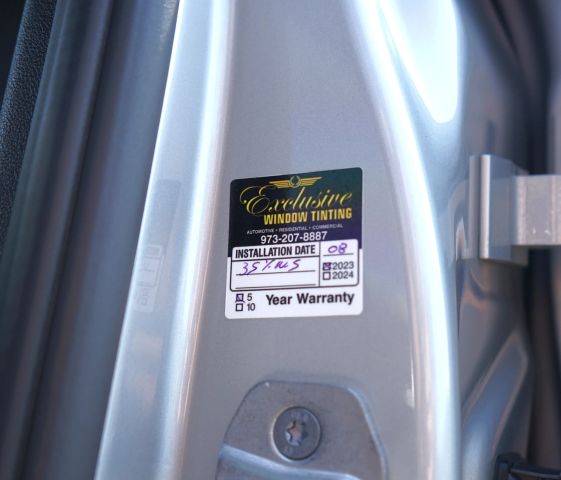 Exclusive
WINDOW TINTING
AUTOMOTIVE • RESIDENTIAL • COMMERCIAL
973-207-8887
INSTALLATION DATE 08
35%
☒ 2023
☐ 2024
☒ 5
☐ 10
Year Warranty